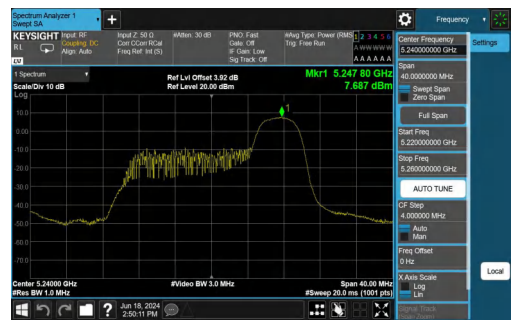 Spectrum Analyzer 1
Swept SA
Frequency
KEYSIGHT
Input: RF
Coupling: DC
Align: Auto
Input Z: 50 Ω
Corr CCorr RCal
Freq Ref: Int (S)
#Atten: 30 dB
PNO: Fast
Gate: Off
IF Gain: Low
Sig Track: Off
#Avg Type: Power (RMS)
Trig: Free Run
1 2 3 4 5 6
A W W W W W
A A A A A A
R L
LV
1 Spectrum
Scale/Div 10 dB
Log
Ref Lvl Offset 3.92 dB
Ref Level 20.00 dBm
Mkr1 5.247 80 GHz
7.687 dBm
1
10.0
0.00
-10.0
-20.0
-30.0
-40.0
-50.0
-60.0
-70.0
Center 5.24000 GHz
#Res BW 1.0 MHz
#Video BW 3.0 MHz
Span 40.00 MHz
#Sweep 20.0 ms (1001 pts)
Center Frequency
5.240000000 GHz
Settings
Span
40.0000000 MHz
Swept Span
Zero Span
Full Span
Start Freq
5.220000000 GHz
Stop Freq
5.260000000 GHz
AUTO TUNE
CF Step
4.000000 MHz
Auto
Man
Freq Offset
0 Hz
X Axis Scale
Log
Lin
Signal Track
Local
Jun 18, 2024
2:50:11 PM